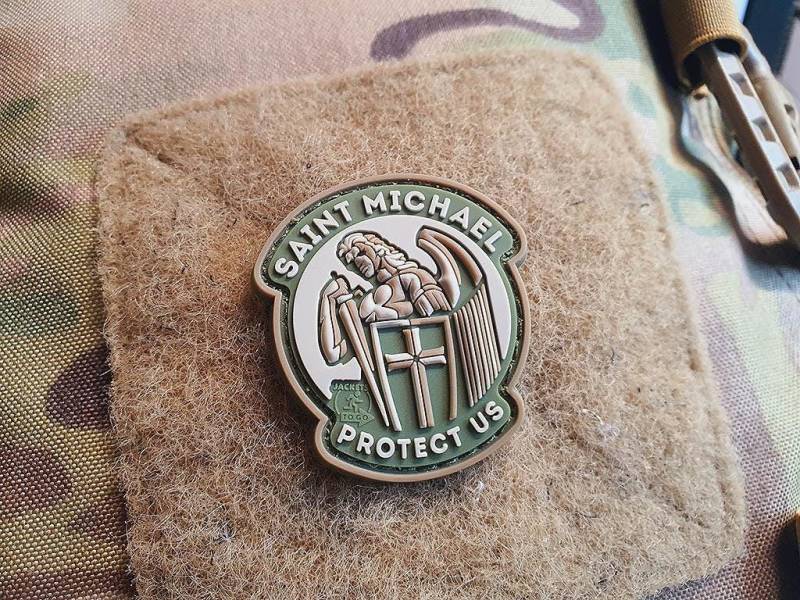 SAINT MICHAEL
JACKETS
TO GO
PROTECT US